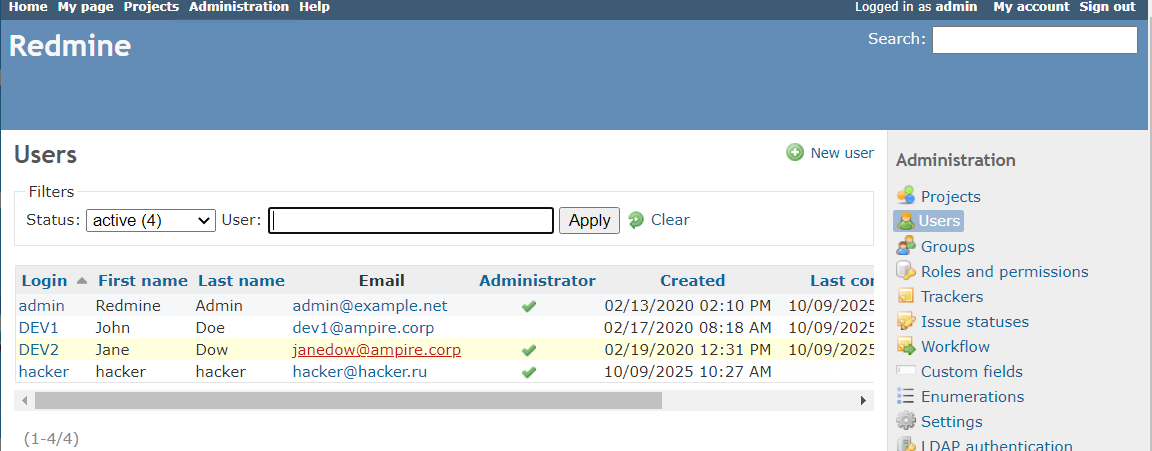 Home My page Projects Administration Help Logged in as admin My account Sign out
Redmine
Search:
Users
New user
Filters
Status: active (4) User: Apply Clear
Login First name Last name Email Administrator Created Last con
admin Redmine Admin admin@example.net 02/13/2020 02:10 PM 10/09/2025
DEV1 John Doe dev1@ampire.corp 02/17/2020 08:18 AM 10/09/2025
DEV2 Jane Dow janedow@ampire.corp 02/19/2020 12:31 PM 10/09/2025
hacker hacker hacker hacker@hacker.ru 10/09/2025 10:27 AM
(1-4/4)
Administration
Projects
Users
Groups
Roles and permissions
Trackers
Issue statuses
Workflow
Custom fields
Enumerations
Settings
LDAP authentication